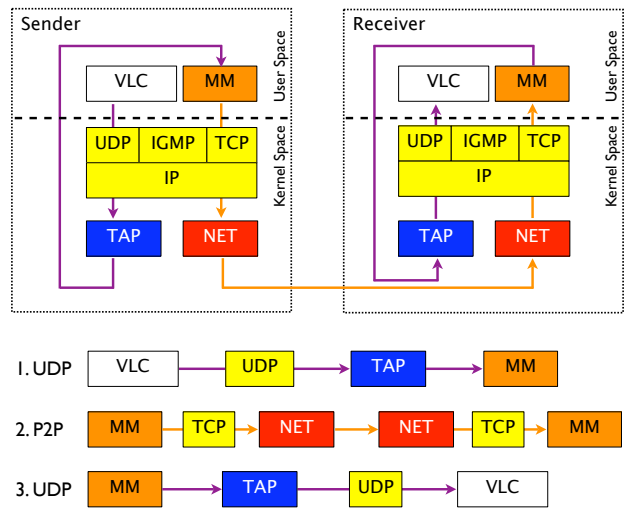 Sender
Receiver
VLC
MM
User Space
VLC
MM
User Space
UDP
IGMP
TCP
IP
Kernel Space
UDP
IGMP
TCP
IP
Kernel Space
TAP
NET
TAP
NET
1. UDP
VLC
UDP
TAP
MM
2. P2P
MM
TCP
NET
NET
TCP
MM
3. UDP
MM
TAP
UDP
VLC